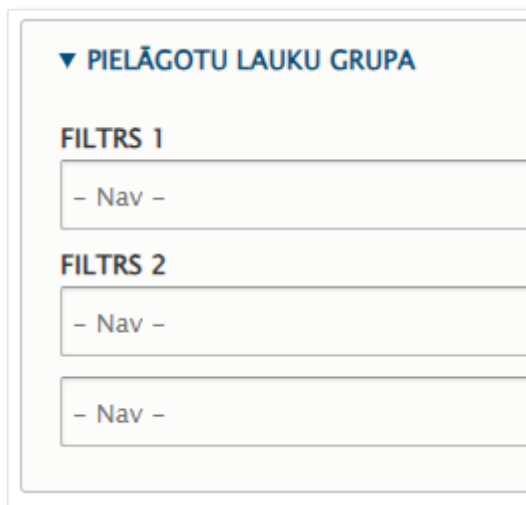 ▼ PIELĀGOTU LAUKU GRUPA
FILTRS 1
– Nav –
FILTRS 2
– Nav –
– Nav –